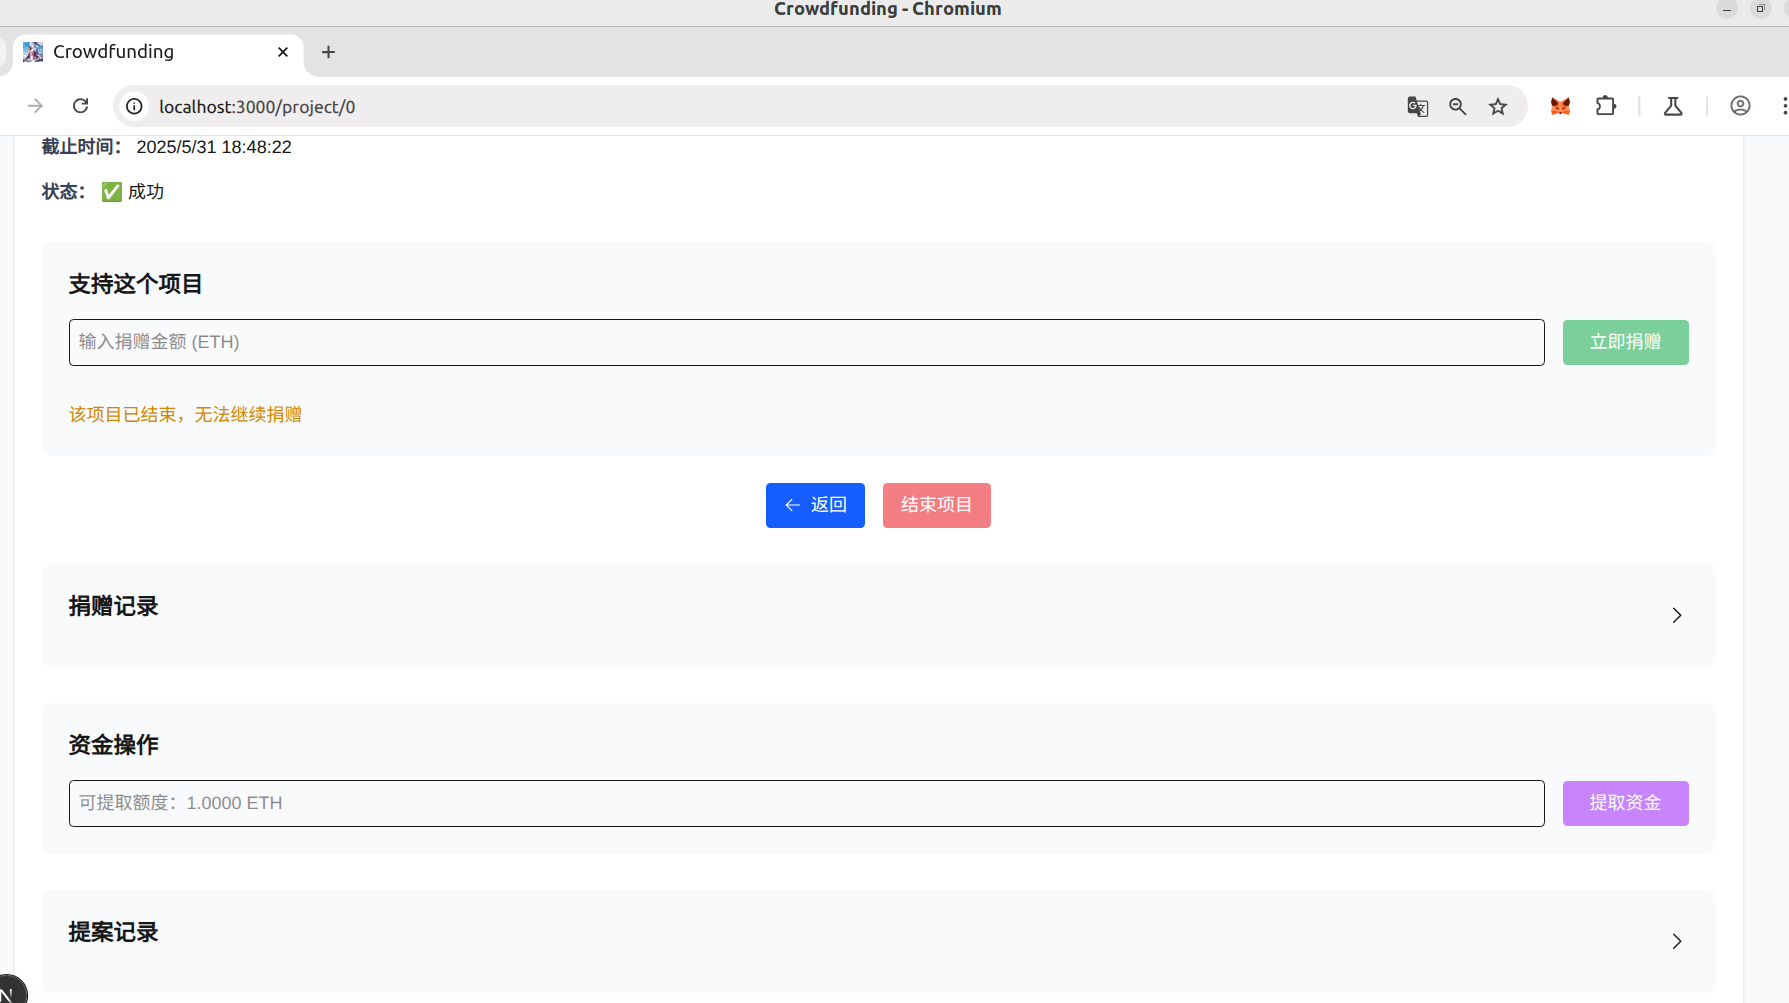 Crowdfunding - Chromium
Crowdfunding
localhost:3000/project/0
截止时间： 2025/5/31 18:48:22
状态： ✅ 成功
支持这个项目
输入捐赠金额 (ETH)
立即捐赠
该项目已结束，无法继续捐赠
← 返回
结束项目
捐赠记录
资金操作
可提取额度：1.0000 ETH
提取资金
提案记录
N